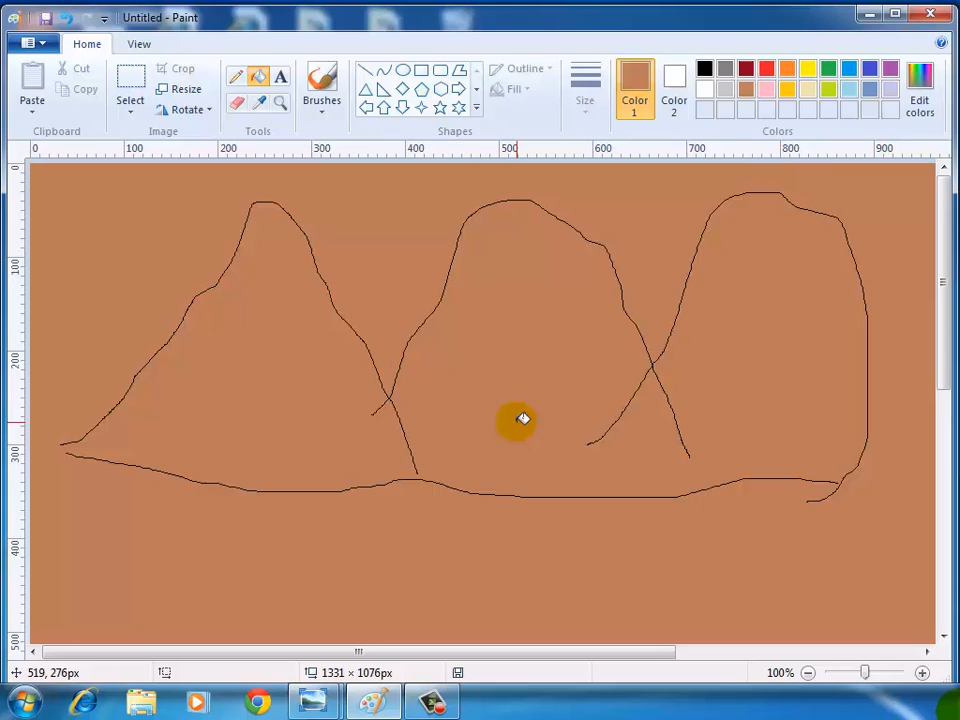 Untitled - Paint
Home View
Paste
Cut
Copy
Clipboard
Select
Crop
Resize
Rotate
Image
A
Tools
Brushes
Outline
Fill
Shapes
Size
Color 1
Color 2
Edit colors
Colors
0 100 200 300 400 500 600 700 800 900
0
100
200
300
400
500
519, 276px
1331 × 1076px
100%